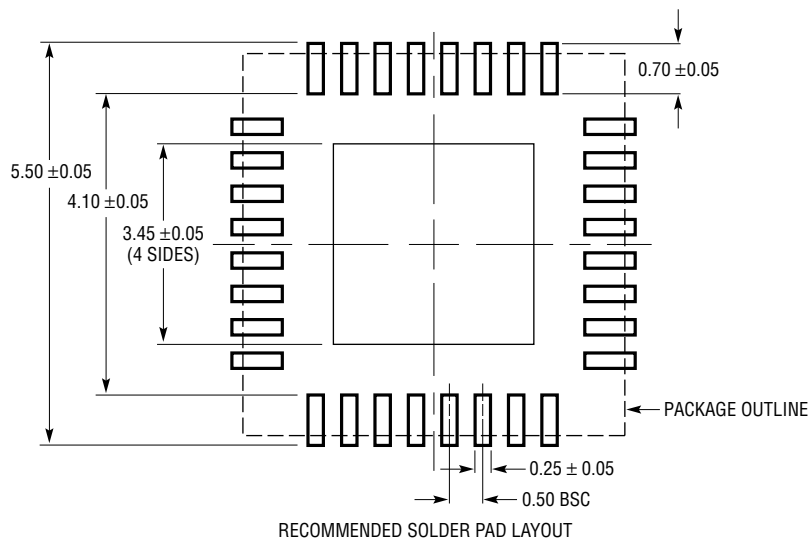 0.70 ±0.05
5.50 ±0.05
4.10 ±0.05
3.45 ±0.05
(4 SIDES)
PACKAGE OUTLINE
0.25 ± 0.05
0.50 BSC
RECOMMENDED SOLDER PAD LAYOUT